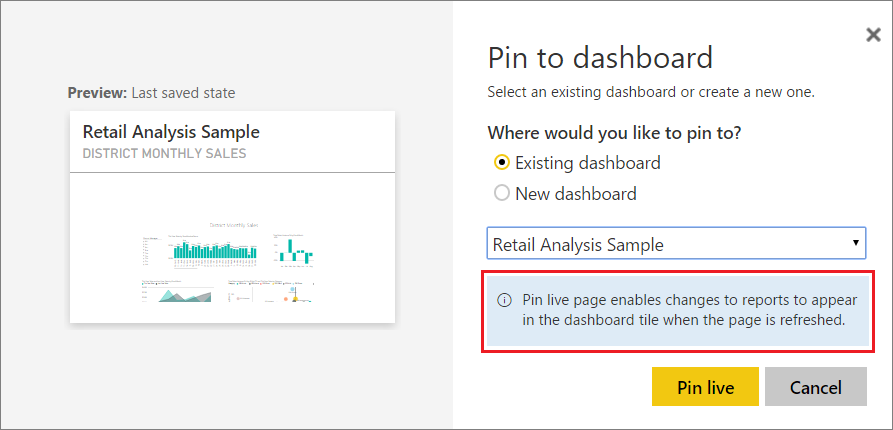 Pin to dashboard
Select an existing dashboard or create a new one.
Preview: Last saved state
Retail Analysis Sample
DISTRICT MONTHLY SALES
District Monthly Sales
Where would you like to pin to?
Existing dashboard
New dashboard
Retail Analysis Sample
Pin live page enables changes to reports to appear
in the dashboard tile when the page is refreshed.
Pin live
Cancel